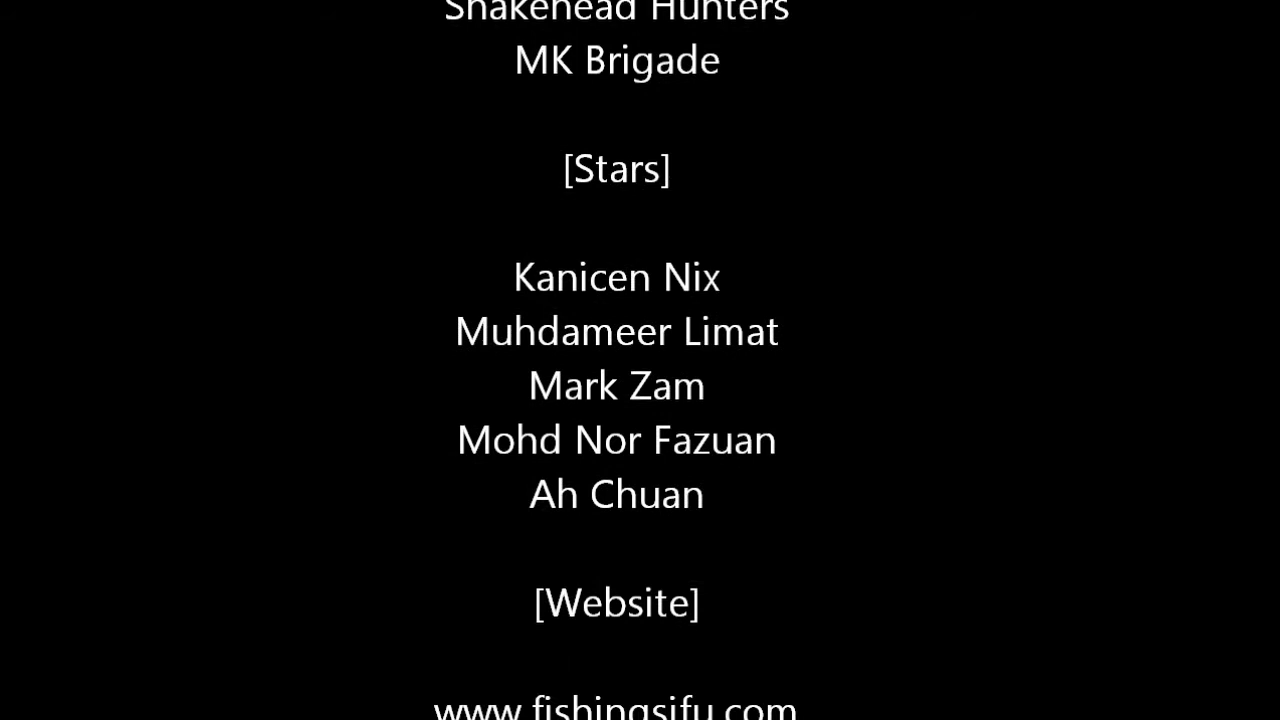 Snakehead Hunters
MK Brigade
[Stars]
Kanicen Nix
Muhdameer Limat
Mark Zam
Mohd Nor Fazuan
Ah Chuan
[Website]
www.fishingsifu.com